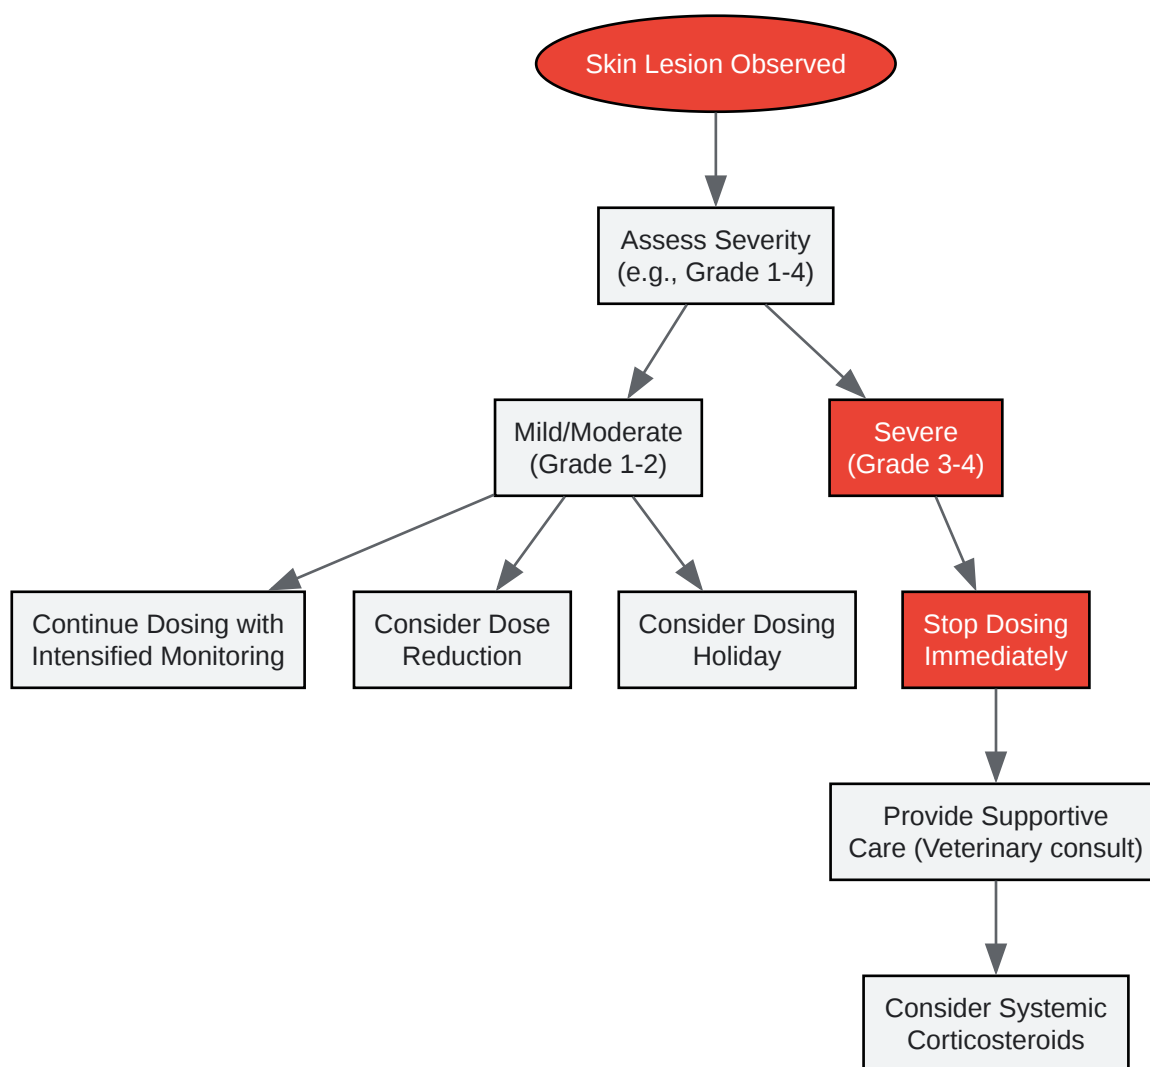 Skin Lesion Observed
Assess Severity
(e.g., Grade 1-4)
Mild/Moderate
(Grade 1-2)
Severe
(Grade 3-4)
Continue Dosing with
Intensified Monitoring
Consider Dose
Reduction
Consider Dosing
Holiday
Stop Dosing
Immediately
Provide Supportive
Care (Veterinary consult)
Consider Systemic
Corticosteroids